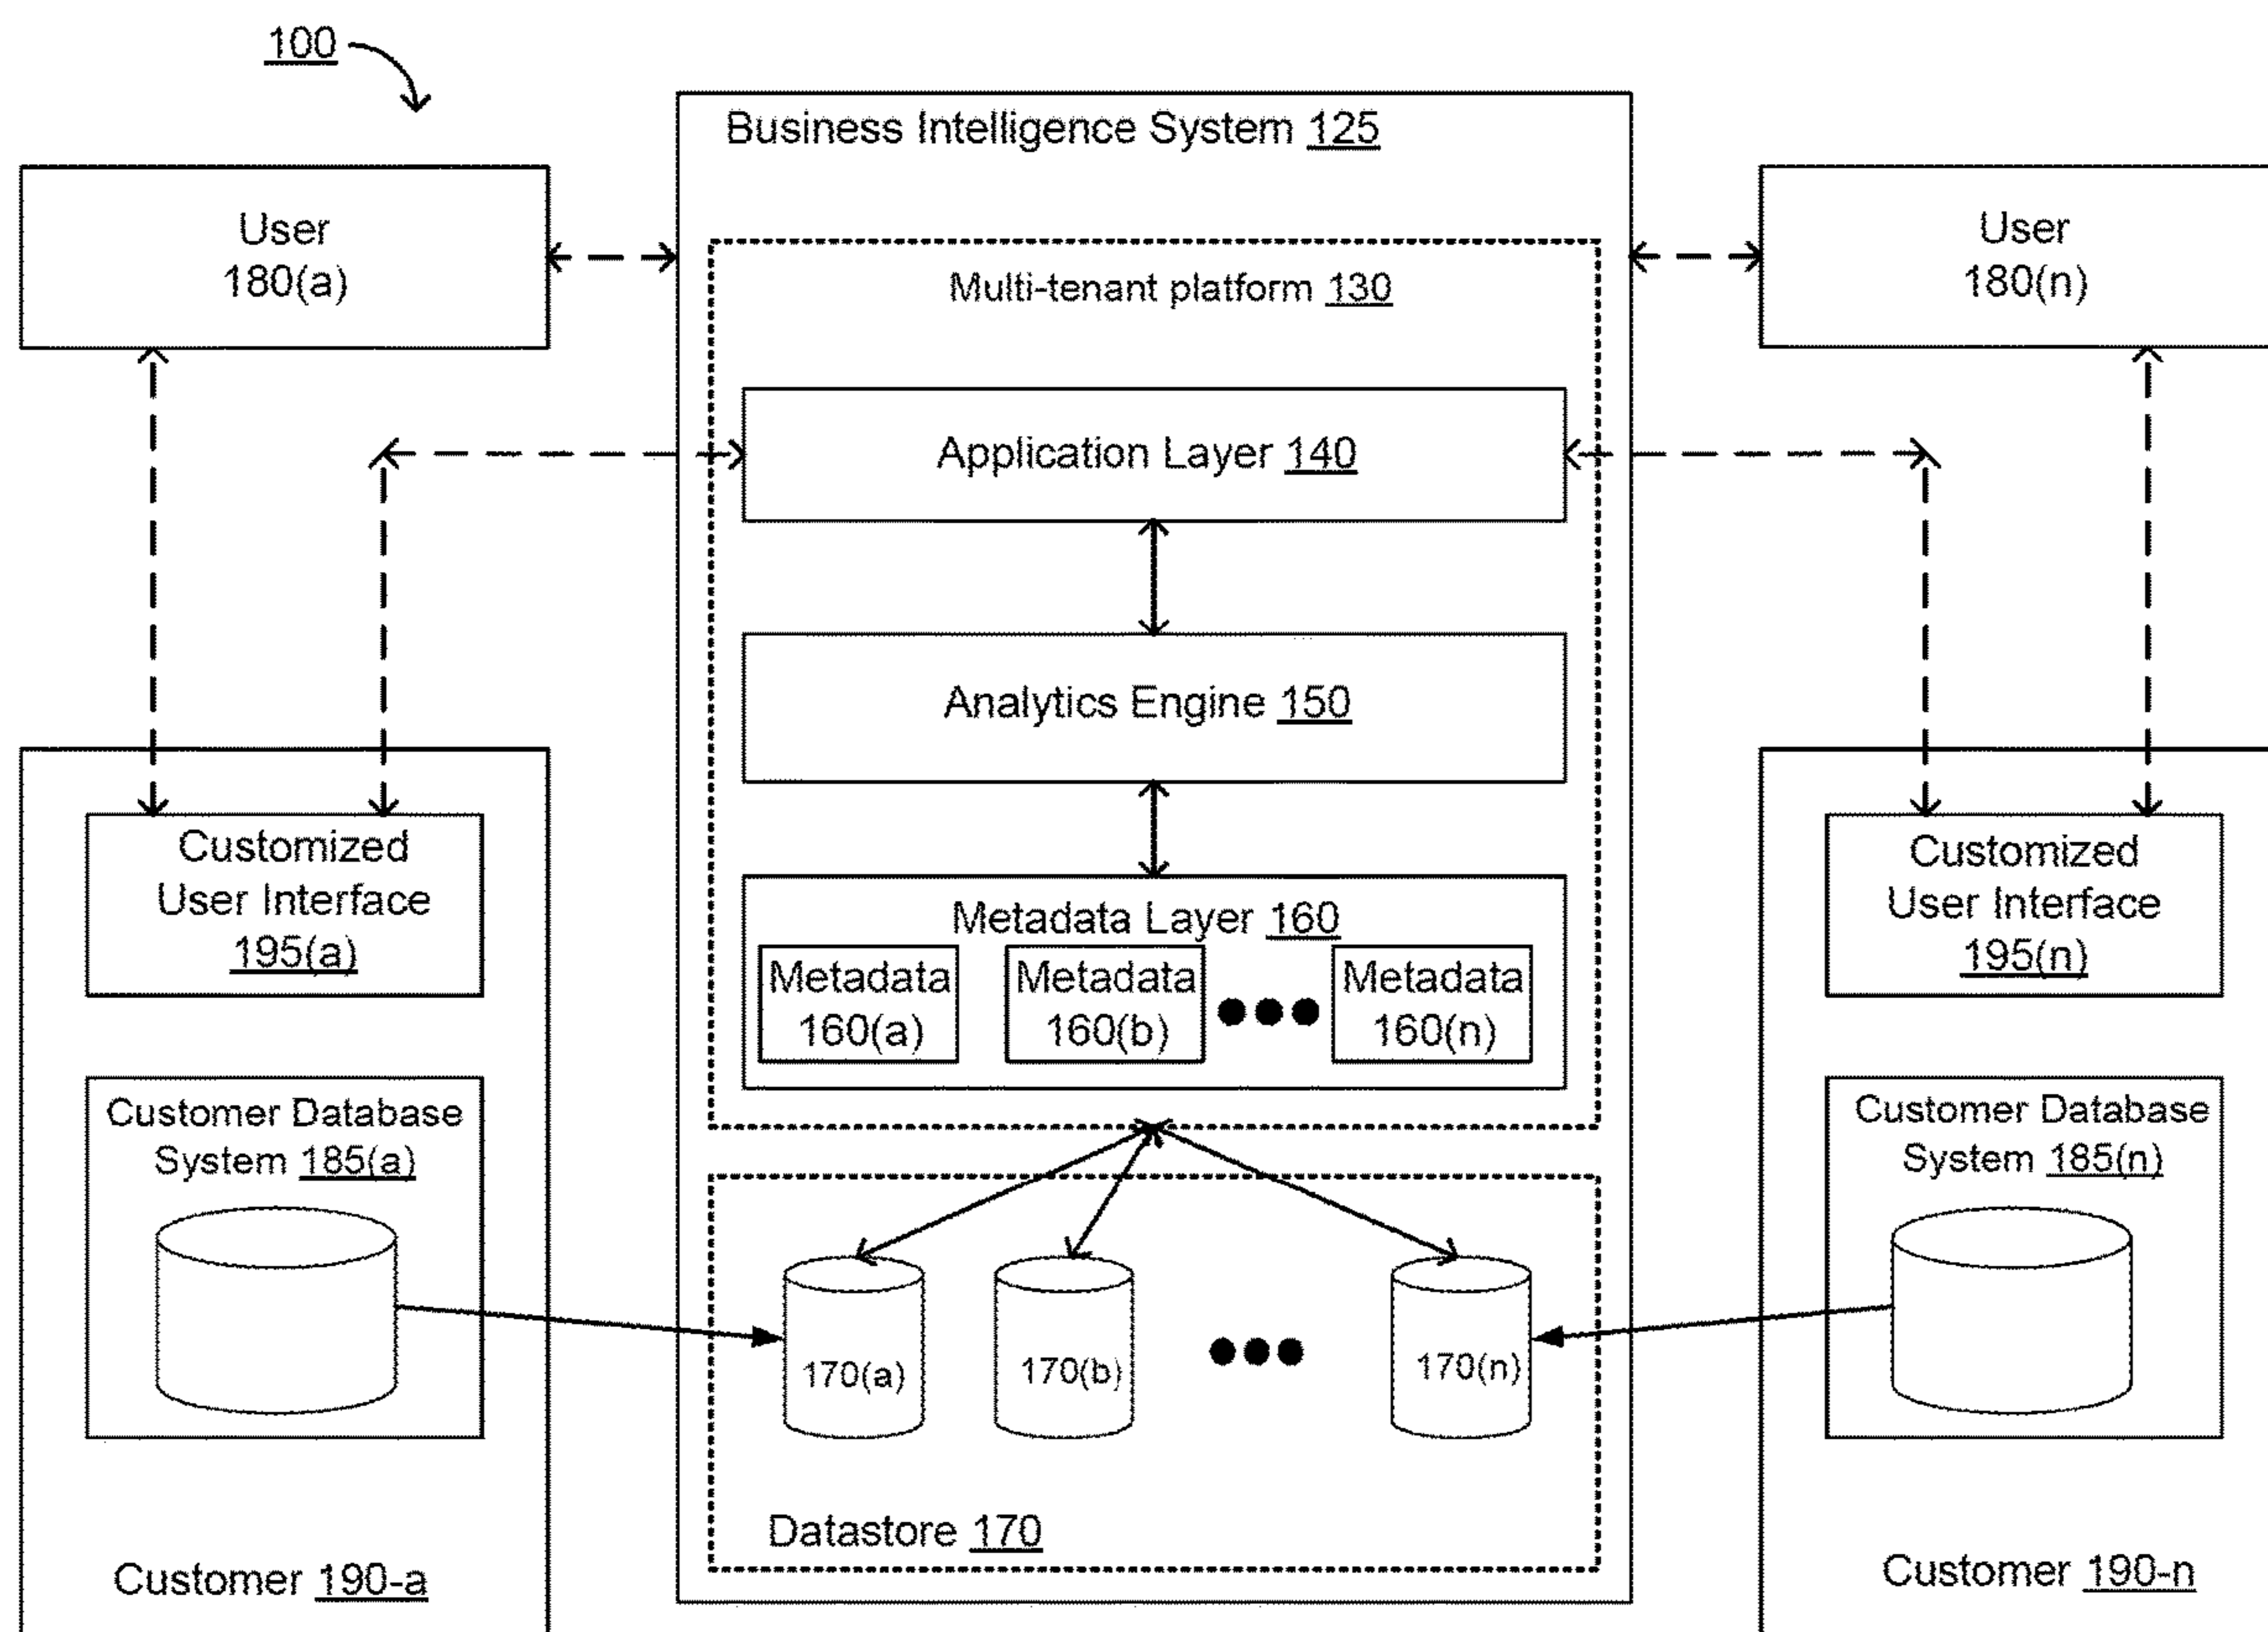 100
Business Intelligence System 125
User
180(a)
Multi-tenant platform 130
User
180(n)
Application Layer 140
Analytics Engine 150
Customized
User Interface
195(a)
Metadata Layer 160
Metadata
160(a)
Metadata
160(b)
Metadata
160(n)
Customized
User Interface
195(n)
Customer Database
System 185(a)
Customer Database
System 185(n)
170(a)
170(b)
170(n)
Datastore 170
Customer 190-a
Customer 190-n